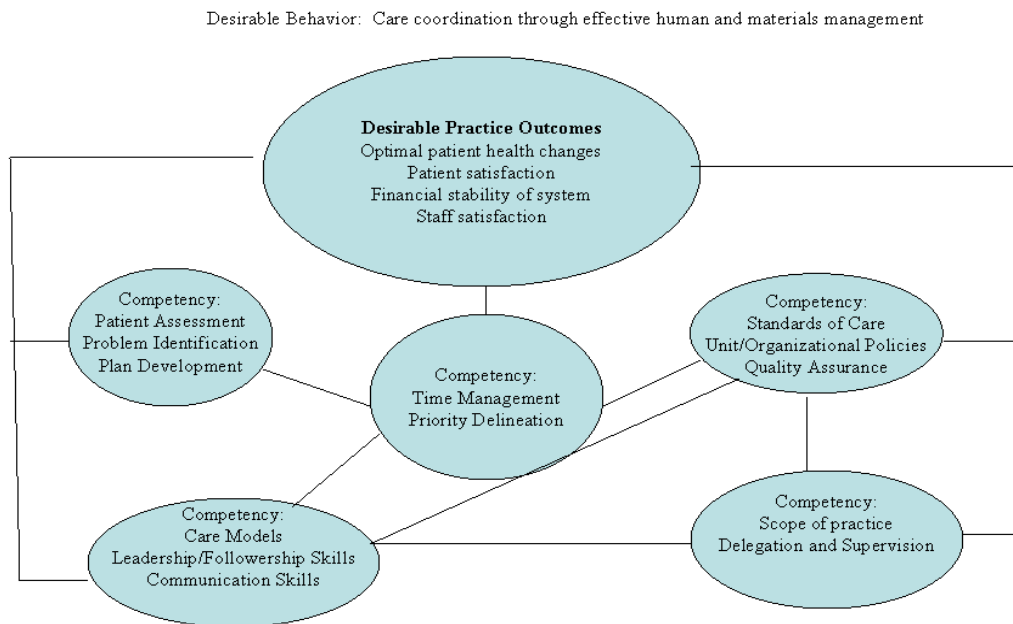 Desirable Behavior: Care coordination through effective human and materials management
Desirable Practice Outcomes
Optimal patient health changes
Patient satisfaction
Financial stability of system
Staff satisfaction
Competency:
Patient Assessment
Problem Identification
Plan Development
Competency:
Time Management
Priority Delineation
Competency:
Standards of Care
Unit/Organizational Policies
Quality Assurance
Competency:
Care Models
Leadership/Followership Skills
Communication Skills
Competency:
Scope of practice
Delegation and Supervision